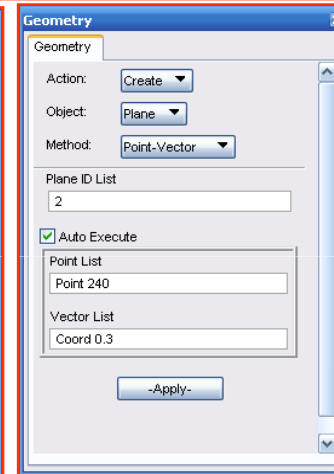 Geometry
Geometry
Action: Create
Object: Plane
Method: Point-Vector
Plane ID List
2
Auto Execute
Point List
Point 240
Vector List
Coord 0.3
-Apply-